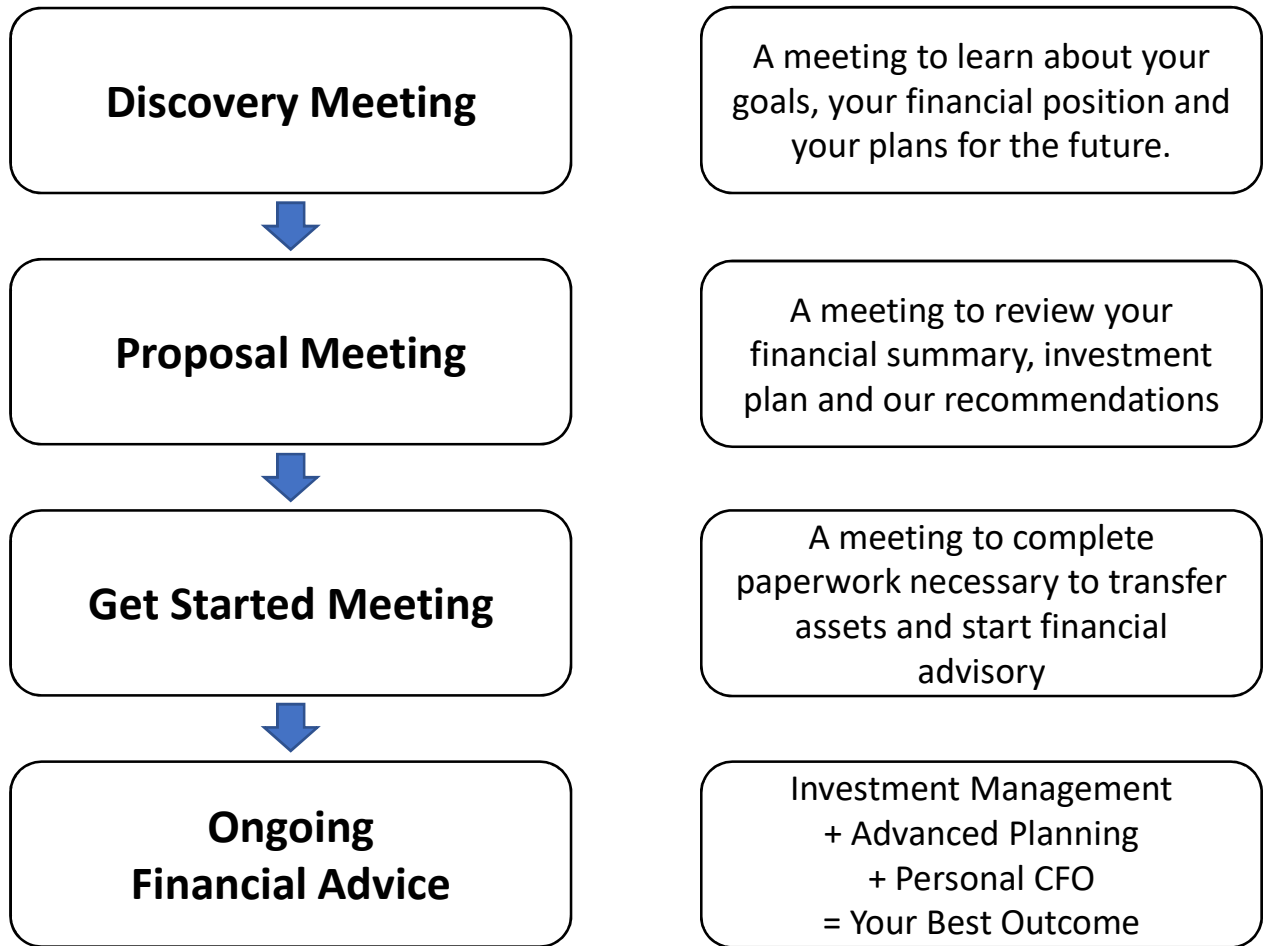 Discovery Meeting
A meeting to learn about your
goals, your financial position and
your plans for the future.
Proposal Meeting
A meeting to review your
financial summary, investment
plan and our recommendations
Get Started Meeting
A meeting to complete
paperwork necessary to transfer
assets and start financial
advisory
Ongoing
Financial Advice
Investment Management
+ Advanced Planning
+ Personal CFO
= Your Best Outcome